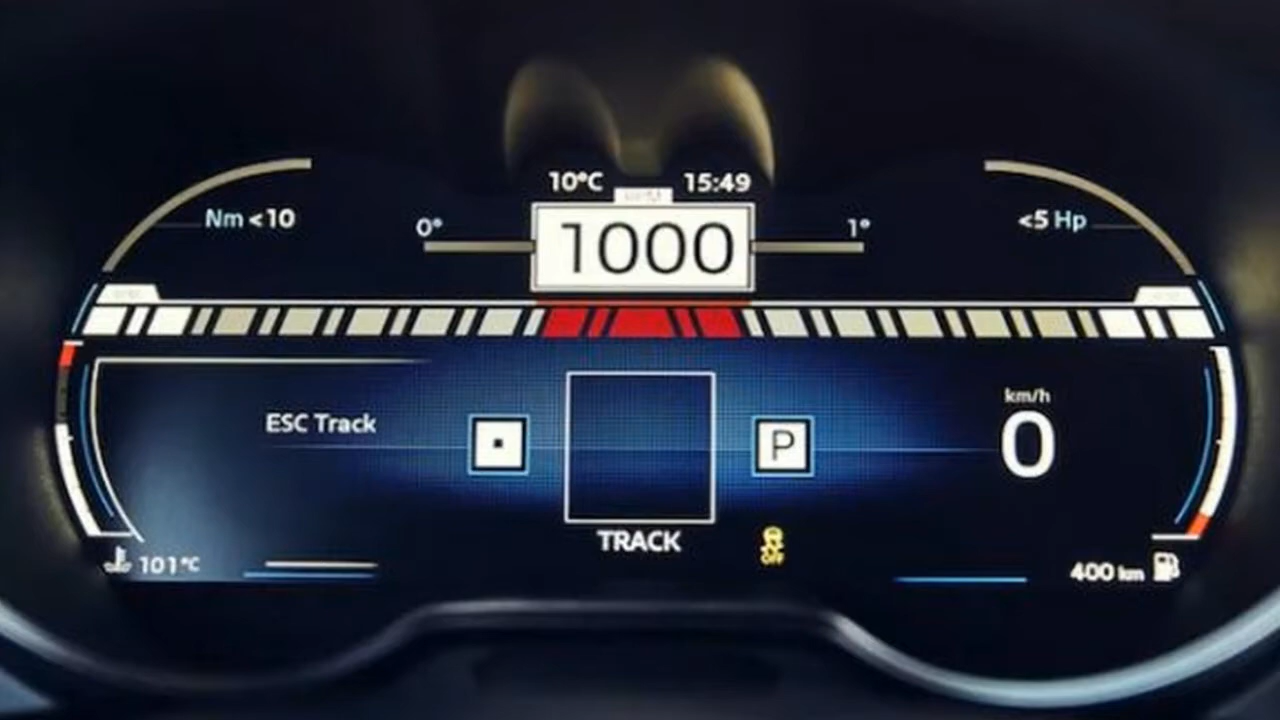 10°C 15:49
Nm <10
0°
1000
1°
<5 Hp
ESC Track
P
km/h
0
TRACK
OFF
101°C
400 km